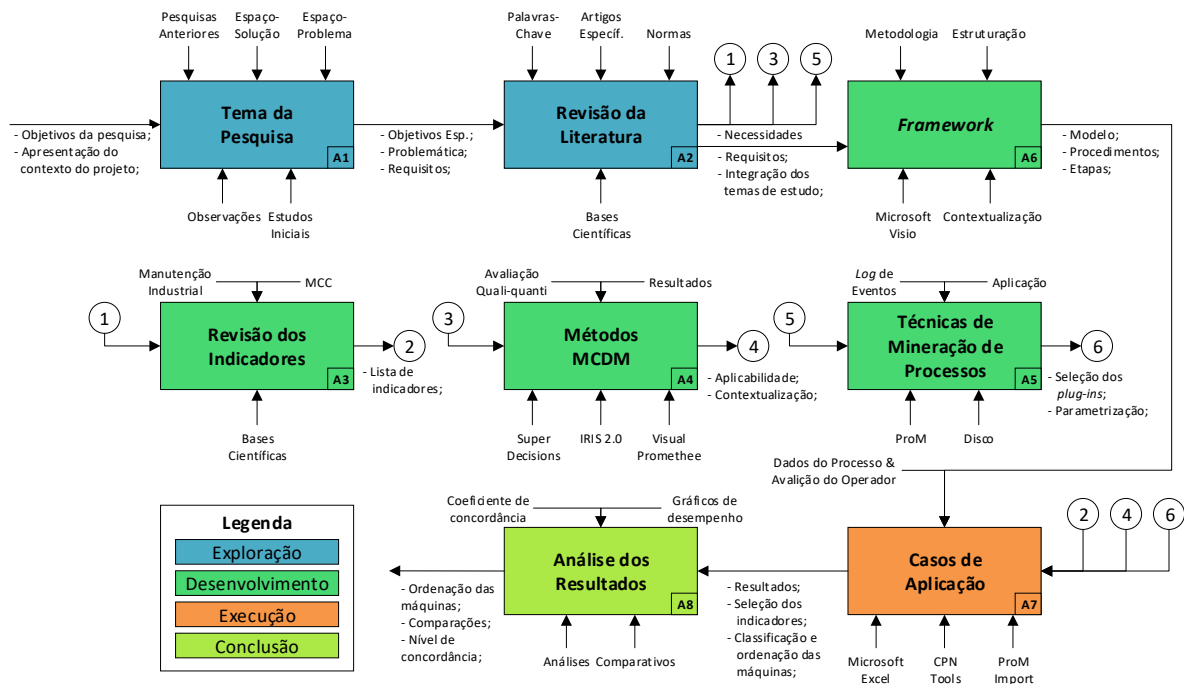 Pesquisas
Anteriores
Espaço-
Solução
Espaço-
Problema
Palavras-
Chave
Artigos
Específ.
Normas
1
3
5
Metodologia
Estruturação
Tema da
Pesquisa
A1
Revisão da
Literatura
A2
Framework
A6
- Objetivos da pesquisa;
- Apresentação do
contexto do projeto;
- Objetivos Esp.;
- Problemática;
- Requisitos;
- Necessidades
- Requisitos;
- Integração dos
temas de estudo;
- Modelo;
- Procedimentos;
- Etapas;
Observações
Estudos
Iniciais
Bases
Científicas
Microsoft
Visio
Contextualização
Manutenção
Industrial
MCC
Avaliação
Quali-quanti
Resultados
Log de
Eventos
Aplicação
1
Revisão dos
Indicadores
A3
2
- Lista de
indicadores;
3
Métodos
MCDM
A4
4
- Aplicabilidade;
- Contextualização;
5
Técnicas de
Mineração de
Processos
A5
6
- Seleção dos
plug-ins;
- Parametrização;
Bases
Científicas
Super
Decisions
IRIS 2.0
Visual
Promethee
ProM
Disco
Dados do Processo &
Avalição do Operador
Coeficiente de
concordância
Gráficos de
desempenho
2
4
6
Legenda
Exploração
Desenvolvimento
Execução
Conclusão
Análise dos
Resultados
A8
Casos de
Aplicação
A7
- Ordenação das
máquinas;
- Comparações;
- Nível de
concordância;
- Resultados;
- Seleção dos
indicadores;
- Classificação e
ordenação das
máquinas;
Análises
Comparativos
Microsoft
Excel
CPN
Tools
ProM
Import